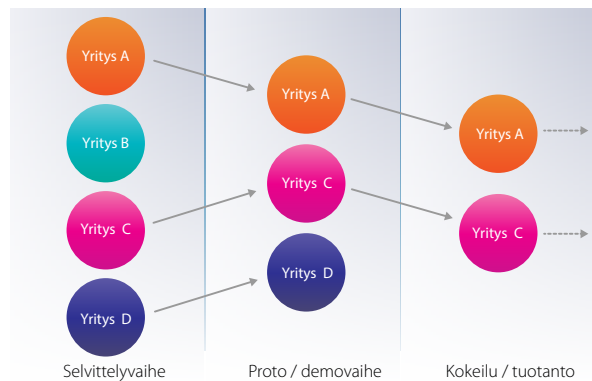 Yritys A
Yritys B
Yritys C
Yritys D
Selvittelyvaihe
Yritys A
Yritys C
Yritys D
Proto / demovaihe
Yritys A
Yritys C
Kokeilu / tuotanto